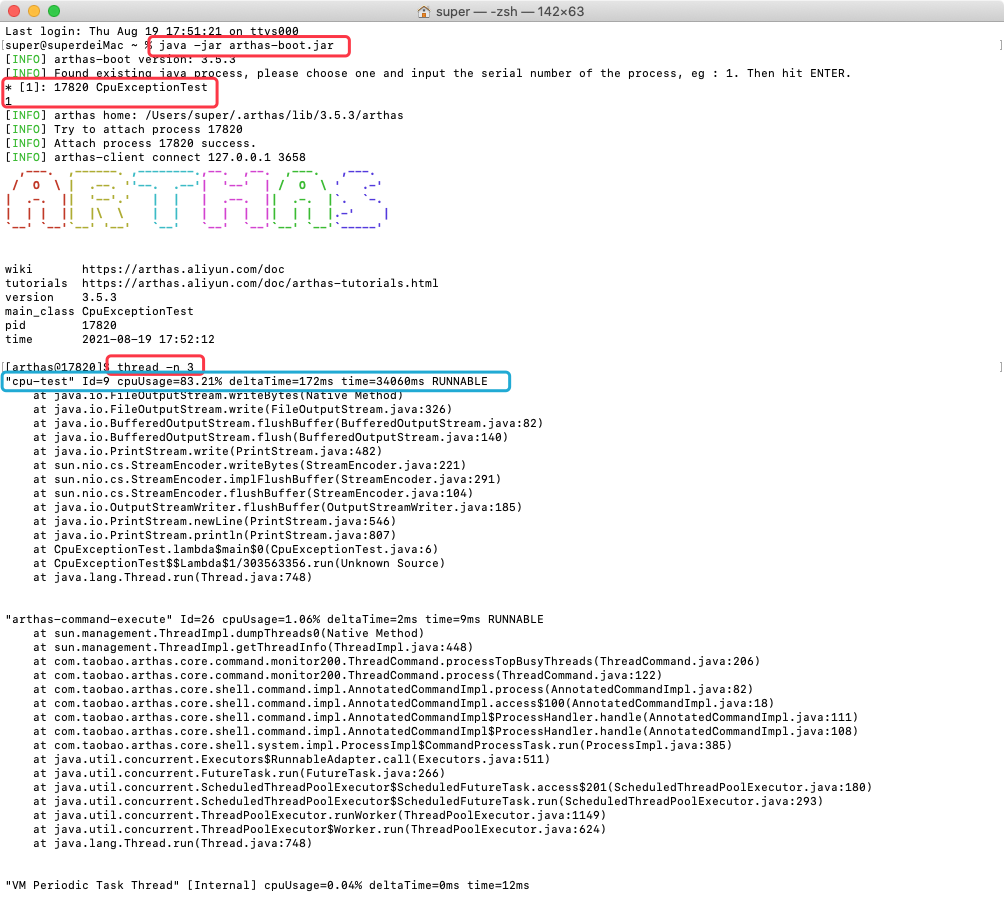 super — -zsh — 142×63
Last login: Thu Aug 19 17:51:21 on ttys000
[super@superdeiMac ~ % java -jar arthas-boot.jar ]
[INFO] arthas-boot version: 3.5.3
[INFO] Found existing java process, please choose one and input the serial number of the process, eg : 1. Then hit ENTER.
* [1]: 17820 CpuExceptionTest
1
[INFO] arthas home: /Users/super/.arthas/lib/3.5.3/arthas
[INFO] Try to attach process 17820
[INFO] Attach process 17820 success.
[INFO] arthas-client connect 127.0.0.1 3658
ARTHAS
wiki https://arthas.aliyun.com/doc
tutorials https://arthas.aliyun.com/doc/arthas-tutorials.html
version 3.5.3
main_class CpuExceptionTest
pid 17820
time 2021-08-19 17:52:12
[[arthas@17820]$ thread -n 3 ]
"cpu-test" Id=9 cpuUsage=83.21% deltaTime=172ms time=34060ms RUNNABLE
at java.io.FileOutputStream.writeBytes(Native Method)
at java.io.FileOutputStream.write(FileOutputStream.java:326)
at java.io.BufferedOutputStream.flushBuffer(BufferedOutputStream.java:82)
at java.io.BufferedOutputStream.flush(BufferedOutputStream.java:140)
at java.io.PrintStream.write(PrintStream.java:482)
at sun.nio.cs.StreamEncoder.writeBytes(StreamEncoder.java:221)
at sun.nio.cs.StreamEncoder.implFlushBuffer(StreamEncoder.java:291)
at sun.nio.cs.StreamEncoder.flushBuffer(StreamEncoder.java:104)
at java.io.OutputStreamWriter.flushBuffer(OutputStreamWriter.java:185)
at java.io.PrintStream.newLine(PrintStream.java:546)
at java.io.PrintStream.println(PrintStream.java:807)
at CpuExceptionTest.lambda$main$0(CpuExceptionTest.java:6)
at CpuExceptionTest$$Lambda$1/303563356.run(Unknown Source)
at java.lang.Thread.run(Thread.java:748)
"arthas-command-execute" Id=26 cpuUsage=1.06% deltaTime=2ms time=9ms RUNNABLE
at sun.management.ThreadImpl.dumpThreads0(Native Method)
at sun.management.ThreadImpl.getThreadInfo(ThreadImpl.java:448)
at com.taobao.arthas.core.command.monitor200.ThreadCommand.processTopBusyThreads(ThreadCommand.java:206)
at com.taobao.arthas.core.command.monitor200.ThreadCommand.process(ThreadCommand.java:122)
at com.taobao.arthas.core.shell.command.impl.AnnotatedCommandImpl.process(AnnotatedCommandImpl.java:82)
at com.taobao.arthas.core.shell.command.impl.AnnotatedCommandImpl.access$100(AnnotatedCommandImpl.java:18)
at com.taobao.arthas.core.shell.command.impl.AnnotatedCommandImpl$ProcessHandler.handle(AnnotatedCommandImpl.java:111)
at com.taobao.arthas.core.shell.command.impl.AnnotatedCommandImpl$ProcessHandler.handle(AnnotatedCommandImpl.java:108)
at com.taobao.arthas.core.shell.system.impl.ProcessImpl$CommandProcessTask.run(ProcessImpl.java:385)
at java.util.concurrent.Executors$RunnableAdapter.call(Executors.java:511)
at java.util.concurrent.FutureTask.run(FutureTask.java:266)
at java.util.concurrent.ScheduledThreadPoolExecutor$ScheduledFutureTask.access$201(ScheduledThreadPoolExecutor.java:180)
at java.util.concurrent.ScheduledThreadPoolExecutor$ScheduledFutureTask.run(ScheduledThreadPoolExecutor.java:293)
at java.util.concurrent.ThreadPoolExecutor.runWorker(ThreadPoolExecutor.java:1149)
at java.util.concurrent.ThreadPoolExecutor$Worker.run(ThreadPoolExecutor.java:624)
at java.lang.Thread.run(Thread.java:748)
"VM Periodic Task Thread" [Internal] cpuUsage=0.04% deltaTime=0ms time=12ms